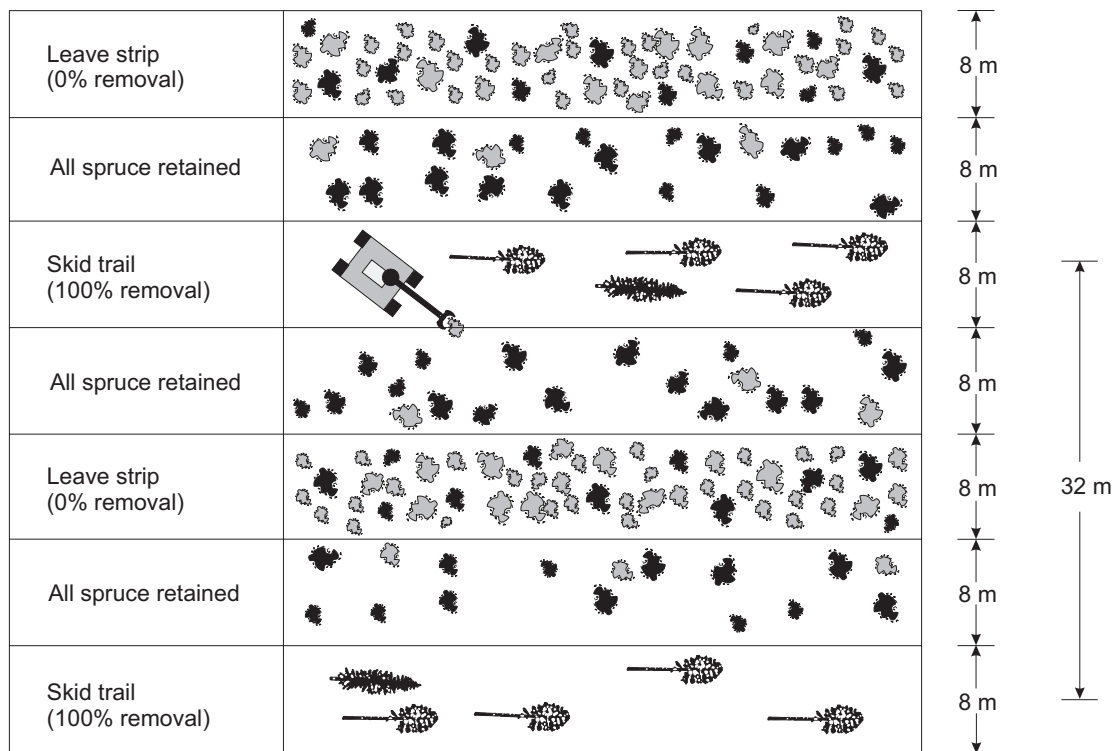 Leave strip
(0% removal)
8 m
All spruce retained
8 m
Skid trail
(100% removal)
8 m
All spruce retained
8 m
Leave strip
(0% removal)
8 m
32 m
All spruce retained
8 m
Skid trail
(100% removal)
8 m